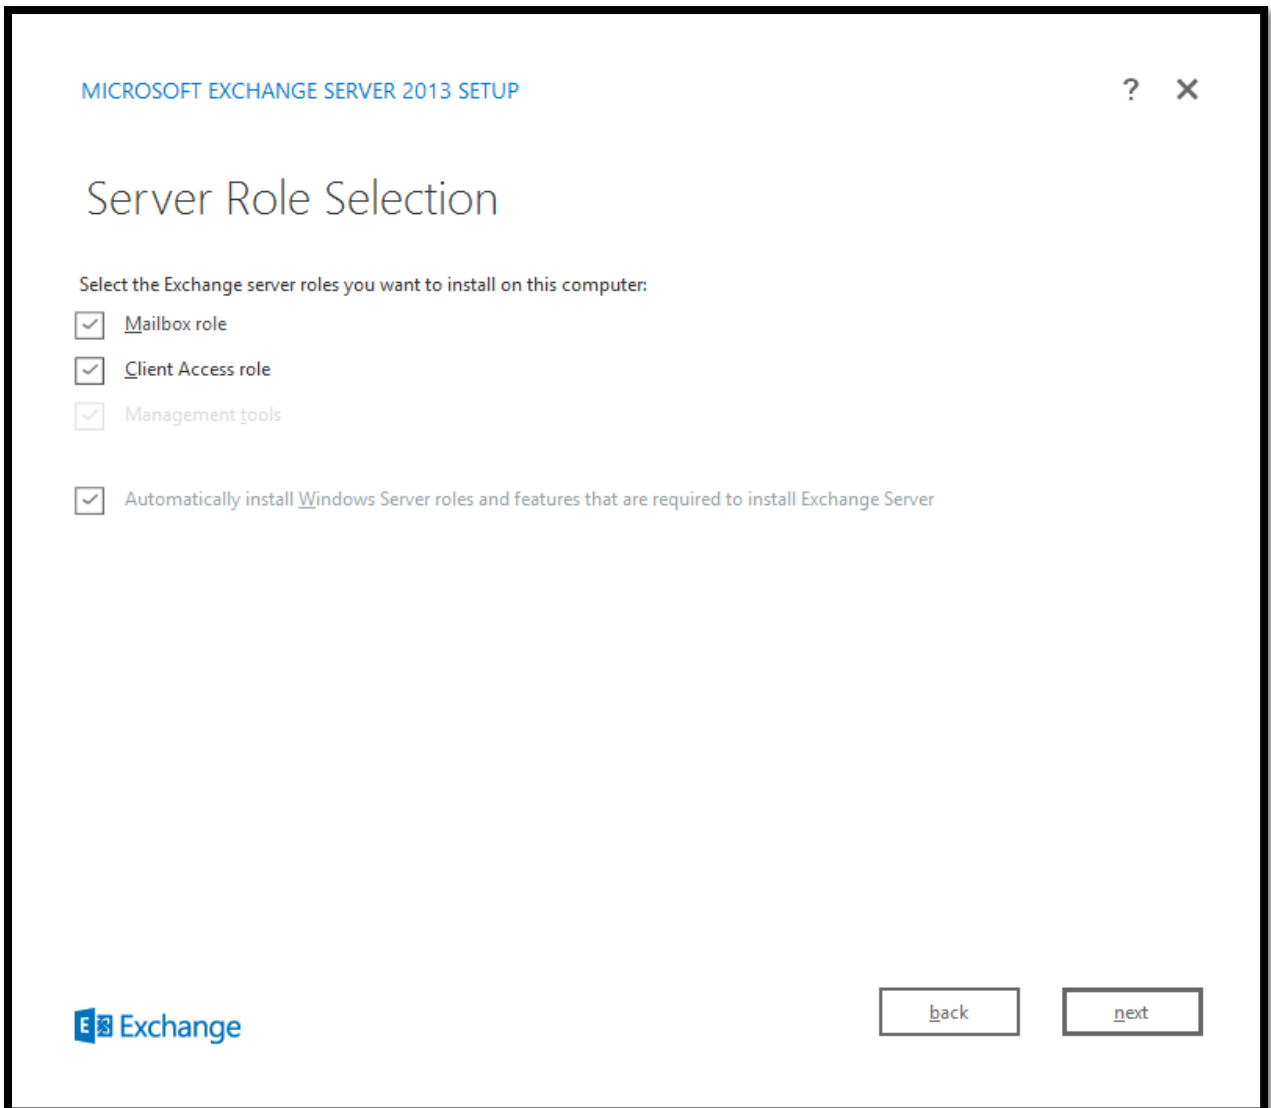 MICROSOFT EXCHANGE SERVER 2013 SETUP
?
Server Role Selection
Select the Exchange server roles you want to install on this computer:
Mailbox role
Client Access role
Management tools
Automatically install Windows Server roles and features that are required to install Exchange Server
E Exchange
back
next